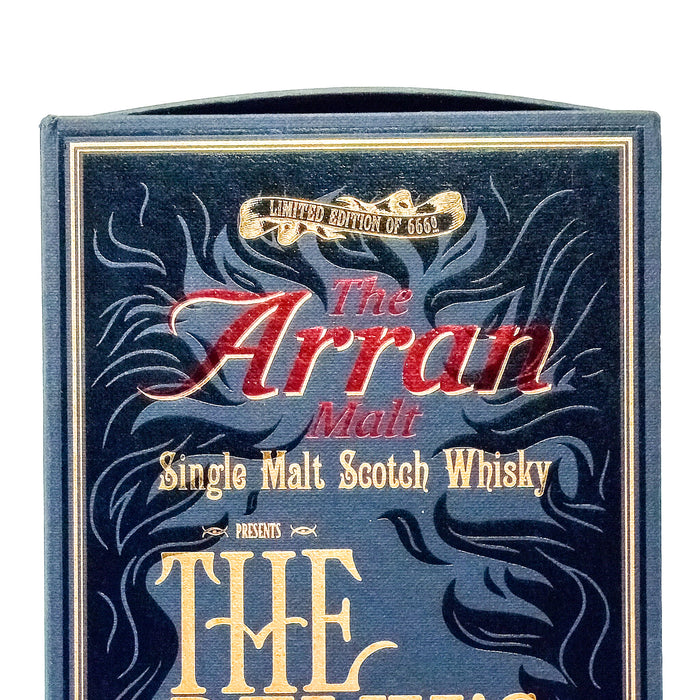 LIMITED EDITION OF 6660
The
Arran
Malt
Single Malt Scotch Whisky
PRESENTS
THE